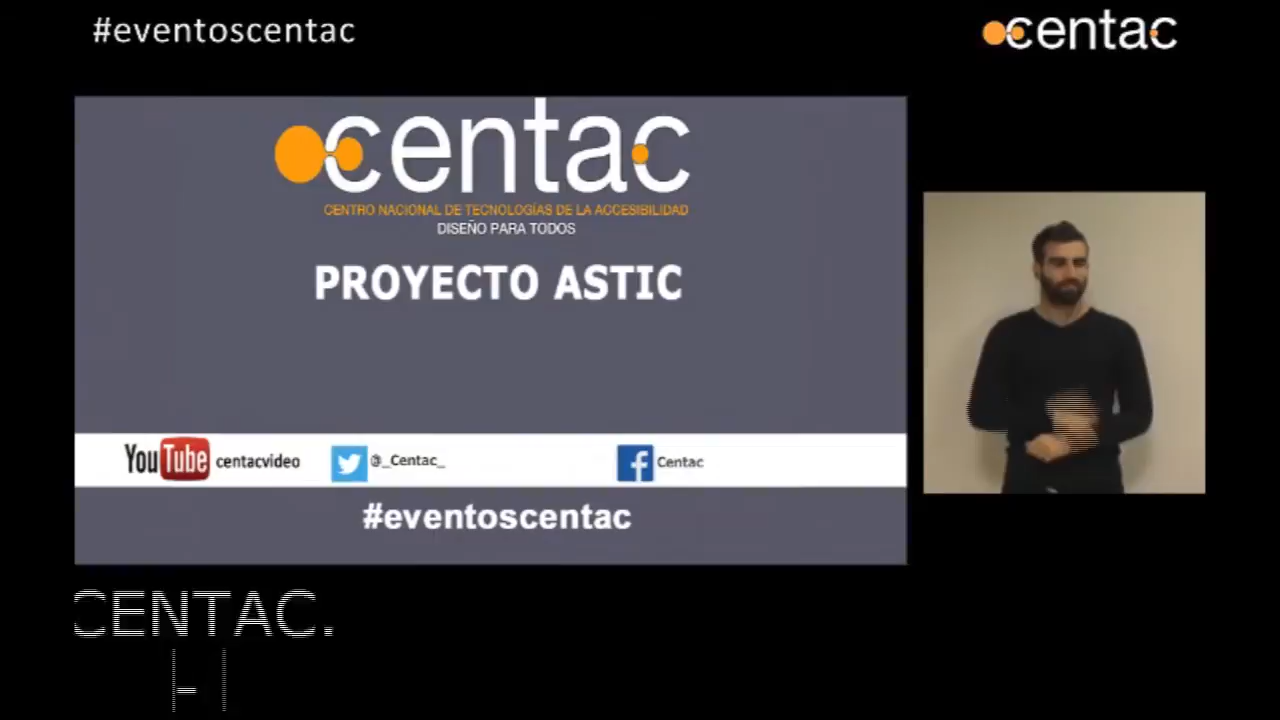 #eventoscentac
centac
centac
CENTRO NACIONAL DE TECNOLOGÍAS DE LA ACCESIBILIDAD
DISEÑO PARA TODOS
PROYECTO ASTIC
YouTube centacvideo
@_Centac_
Centac
#eventoscentac
CENTAC.